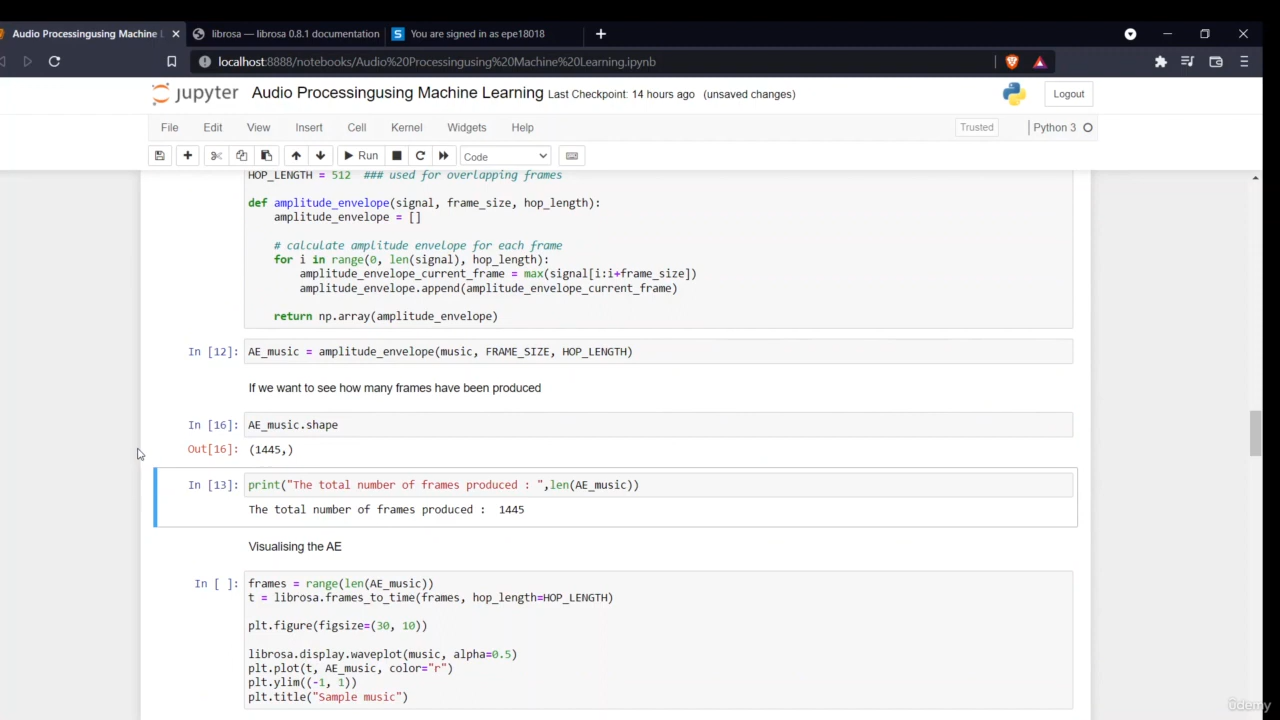 Audio Processingusing Machine L
librosa — librosa 0.8.1 documentation
You are signed in as epe18018
localhost:8888/notebooks/Audio%20Processingusing%20Machine%20Learning.ipynb
jupyter Audio Processingusing Machine Learning Last Checkpoint: 14 hours ago (unsaved changes)
Logout
File Edit View Insert Cell Kernel Widgets Help
Trusted
Python 3
Run
Code
HOP_LENGTH = 512 ### used for overlapping frames
def amplitude_envelope(signal, frame_size, hop_length):
amplitude_envelope = []
# calculate amplitude envelope for each frame
for i in range(0, len(signal), hop_length):
amplitude_envelope_current_frame = max(signal[i:i+frame_size])
amplitude_envelope.append(amplitude_envelope_current_frame)
return np.array(amplitude_envelope)
In [12]: AE_music = amplitude_envelope(music, FRAME_SIZE, HOP_LENGTH)
If we want to see how many frames have been produced
In [16]: AE_music.shape
Out[16]: (1445,)
In [13]: print("The total number of frames produced : ",len(AE_music))
The total number of frames produced :  1445
Visualising the AE
In [ ]: frames = range(len(AE_music))
t = librosa.frames_to_time(frames, hop_length=HOP_LENGTH)
plt.figure(figsize=(30, 10))
librosa.display.waveplot(music, alpha=0.5)
plt.plot(t, AE_music, color="r")
plt.ylim((-1, 1))
plt.title("Sample music")
ûdemy